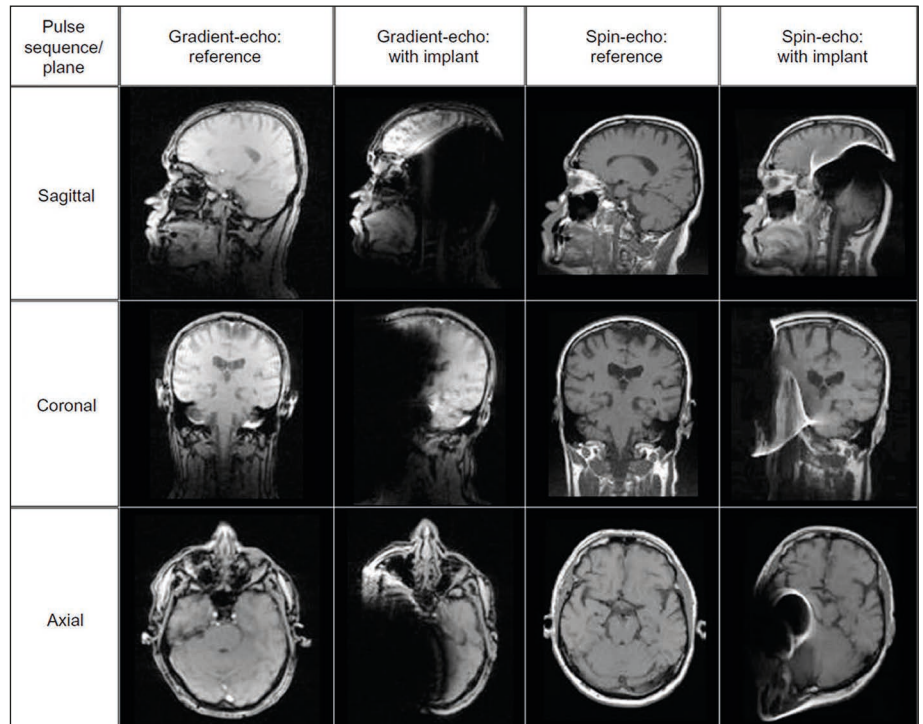 Pulse
sequence/
plane
Gradient-echo:
reference
Gradient-echo:
with implant
Spin-echo:
reference
Spin-echo:
with implant
Sagittal
Coronal
Axial